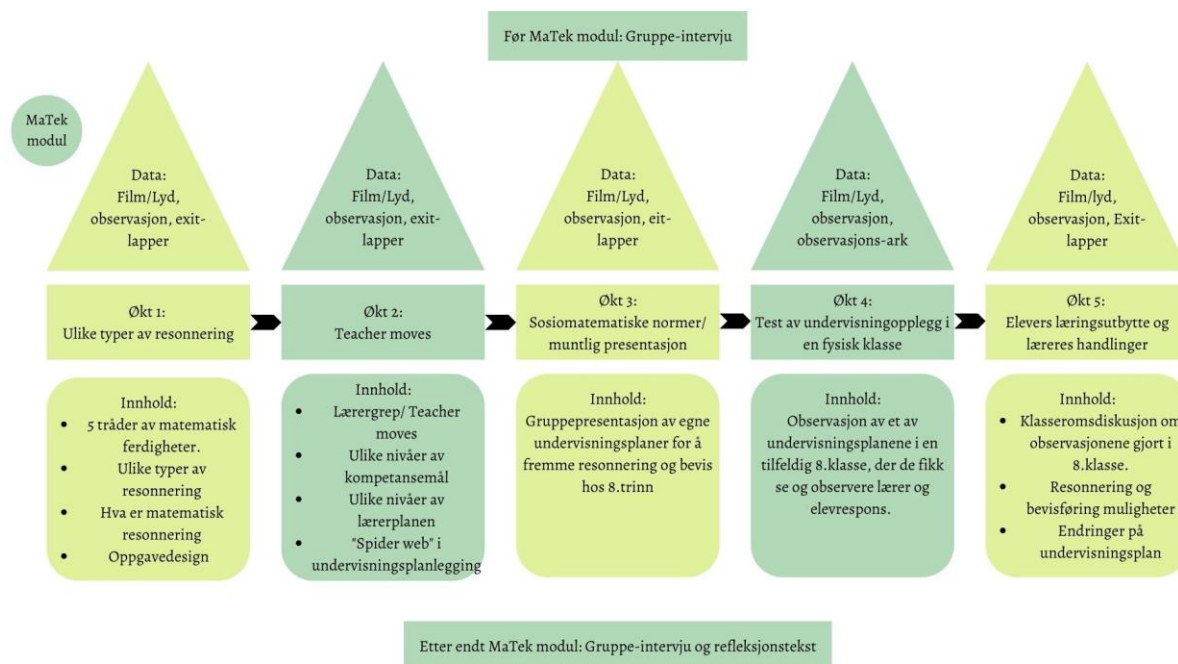 Før MaTek modul: Gruppe-intervju
MaTek
modul
Data:
Film/Lyd,
observasjon, exit-
lapper
Data:
Film/Lyd,
observasjon, exit-
lapper
Data:
Film/Lyd,
observasjon, eit-
lapper
Data:
Film/Lyd,
observasjon,
observasjons-ark
Data:
Film/lyd,
observasjon, Exit-
lapper
Økt 1:
Ulike typer av resonnering
Økt 2:
Teacher moves
Økt 3:
Sosiomatematiske normer/
muntlig presentasjon
Økt 4:
Test av undervisningopplegg i
en fysisk klasse
Økt 5:
Elevers læringsutbytte og
læreres handlinger
Innhold:
• 5 tråder av matematisk
ferdigheter.
• Ulike typer av
resonnering
• Hva er matematisk
resonnering
• Oppgavedesign
Innhold:
• Lærergrep/ Teacher
moves
• Ulike nivåer av
kompetansemål
• Ulike nivåer av
lærerplanen
• "Spider web" i
undervisningsplanlegging
Innhold:
Gruppepresentasjon av egne
undervisningsplaner for å
fremme resonnering og bevis
hos 8.trinn
Innhold:
Observasjon av et av
undervisningsplanene i en
tilfeldig 8.klasse, der de fikk
se og observere lærer og
elevrespons.
Innhold:
• Klasseromsdiskusjon om
observasjonene gjort i
8.klasse.
• Resonnering og
bevisføring muligheter
• Endringer på
undervisningsplan
Etter endt MaTek modul: Gruppe-intervju og refleksjonstekst